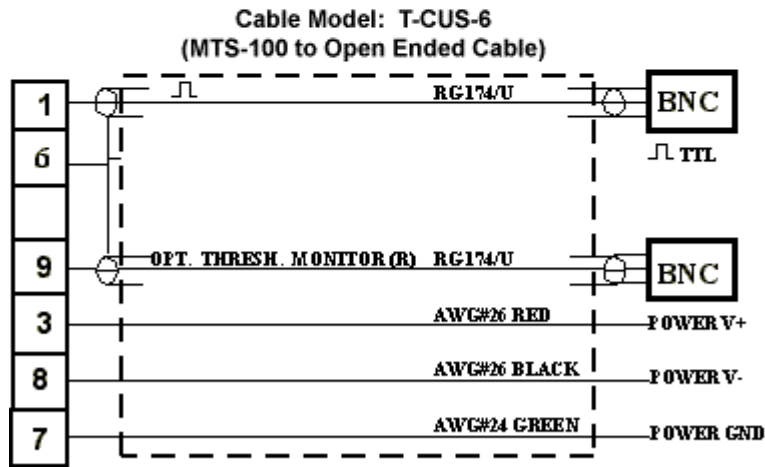 Cable Model: T-CUS-6
(MTS-100 to Open Ended Cable)
1 RG174/U BNC
6 TTL
9 OPT. THRESH. MONITOR (R) RG174/U BNC
3 AWG#26 RED POWER V+
8 AWG#26 BLACK POWER V-
7 AWG#24 GREEN POWER GND